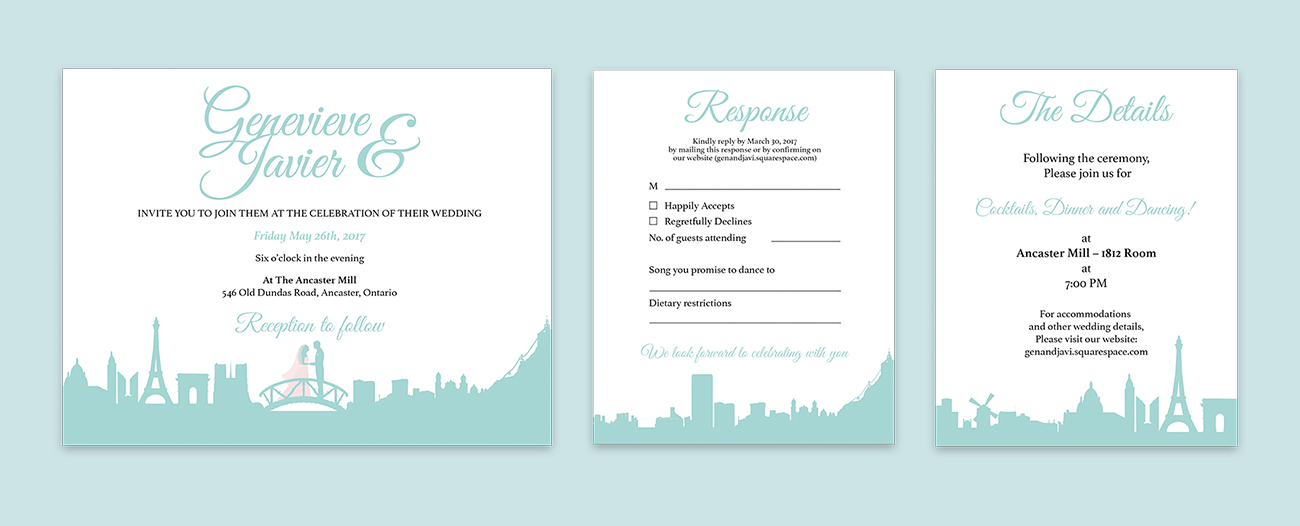 Genevieve &
Javier
INVITE YOU TO JOIN THEM AT THE CELEBRATION OF THEIR WEDDING
Friday May 26th, 2017
Six o'clock in the evening
At The Ancaster Mill
546 Old Dundas Road, Ancaster, Ontario
Reception to follow
Response
Kindly reply by March 30, 2017
by mailing this response or by confirming on
our website (genandjavi.squarespace.com)
M
Happily Accepts
Regretfully Declines
No. of guests attending
Song you promise to dance to
Dietary restrictions
We look forward to celebrating with you
The Details
Following the ceremony,
Please join us for
Cocktails, Dinner and Dancing!
at
Ancaster Mill – 1812 Room
at
7:00 PM
For accommodations
and other wedding details,
Please visit our website:
genandjavi.squarespace.com